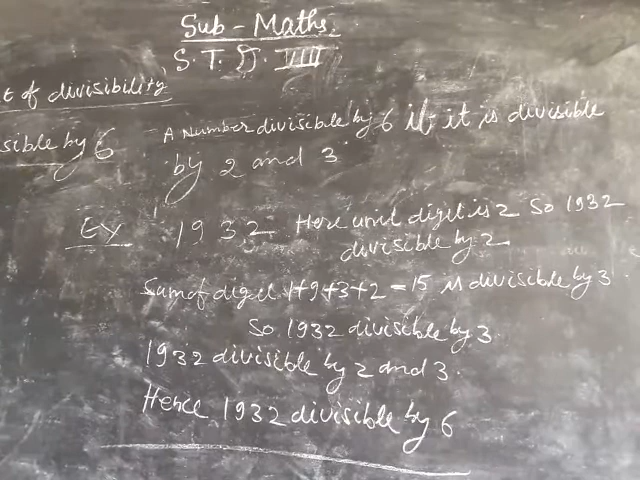 Sub - Maths.
S. T. D. VIII
t of divisibility
sible by 6 A Number divisible by 6 if it is divisible
by 2 and 3
Ex 1932 Here unit digit is 2 So 1932
divisible by 2
Sum of digit 1+9+3+2 = 15 is divisible by 3
So 1932 divisible by 3
1932 divisible by 2 and 3.
Hence 1932 divisible by 6